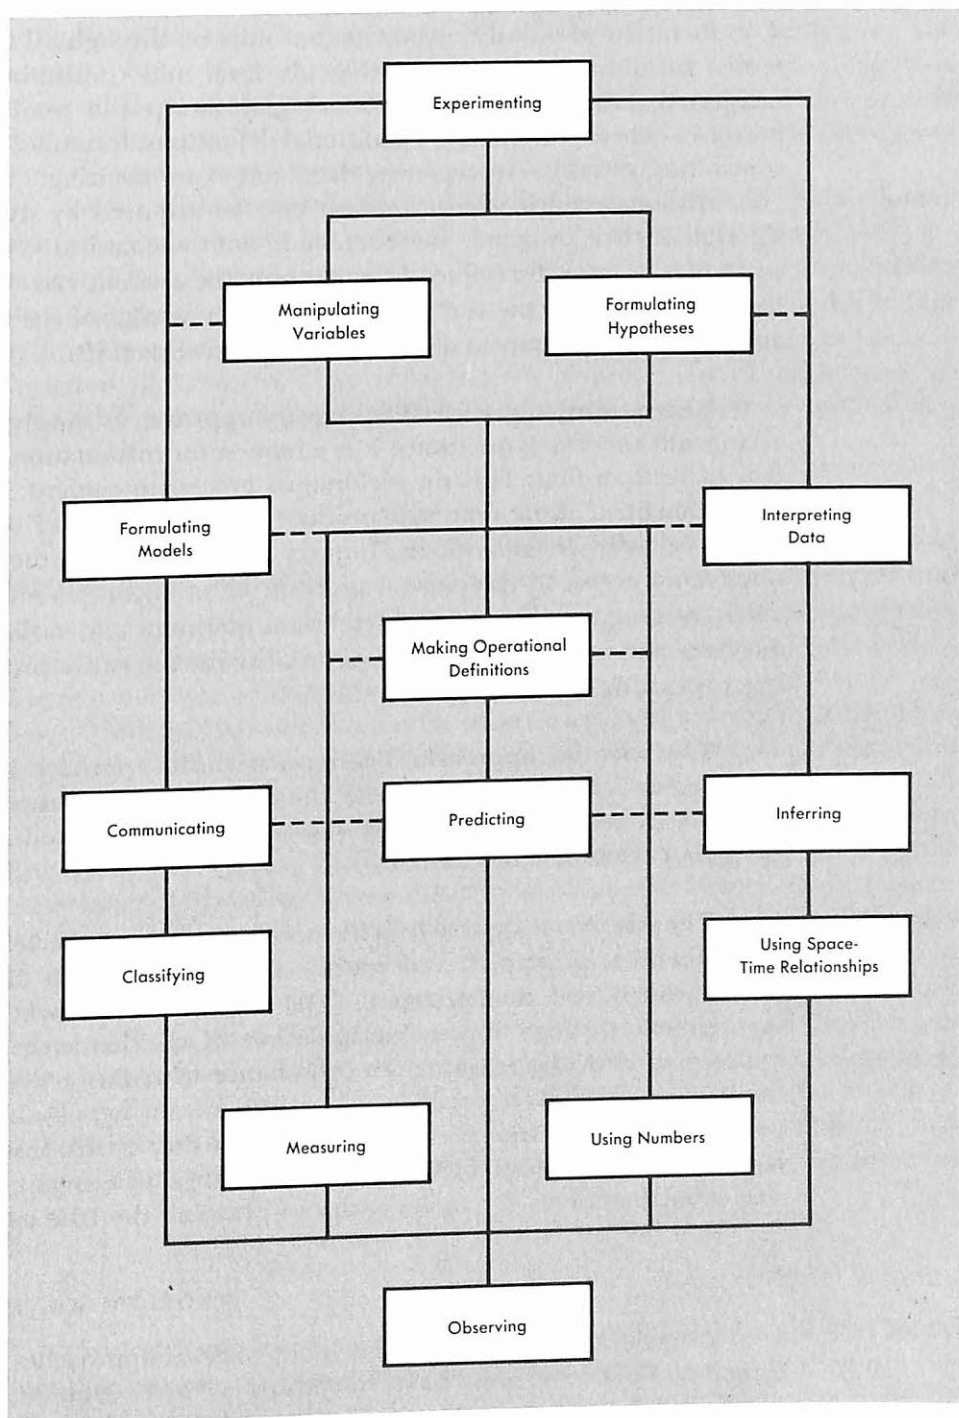 Experimenting
Manipulating
Variables
Formulating
Hypotheses
Formulating
Models
Interpreting
Data
Making Operational
Definitions
Communicating
Predicting
Inferring
Classifying
Using Space-
Time Relationships
Measuring
Using Numbers
Observing